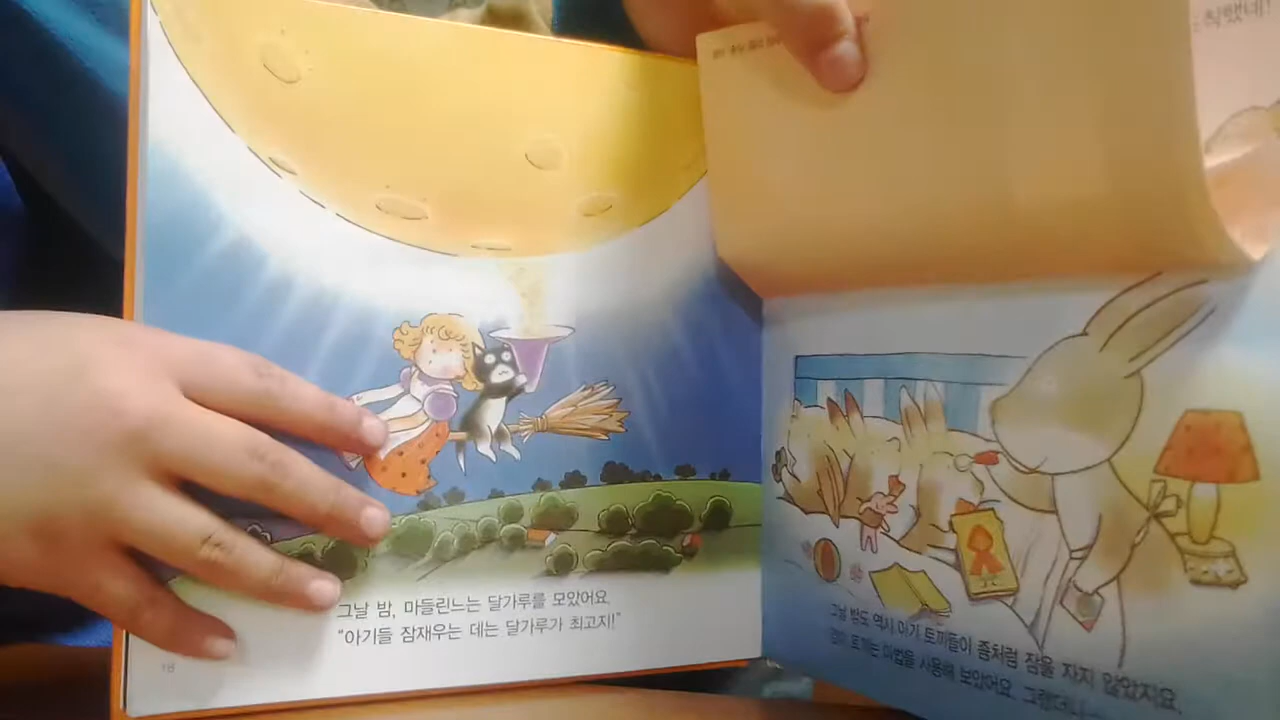 그날 밤, 마들린느는 달가루를 모았어요.
"아기들 잠재우는 데는 달가루가 최고지!"
18
그날 밤도 역시 아기 토끼들이 좀처럼 잠을 자지 않았지요.
토끼는 마법을 사용해 보았어요. 그랬더니